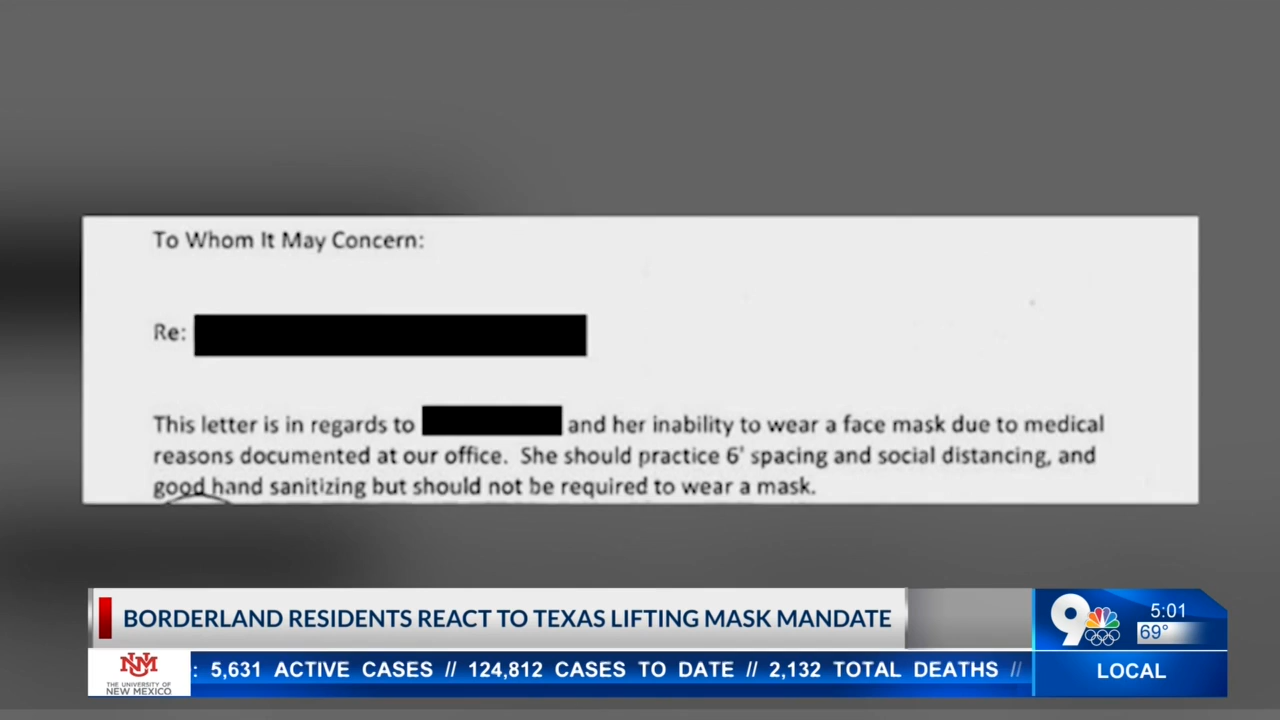 To Whom It May Concern:
Re:
This letter is in regards to and her inability to wear a face mask due to medical
reasons documented at our office. She should practice 6' spacing and social distancing, and
good hand sanitizing but should not be required to wear a mask.
BORDERLAND RESIDENTS REACT TO TEXAS LIFTING MASK MANDATE
9
5:01
69°
UNM
THE UNIVERSITY OF
NEW MEXICO
: 5,631 ACTIVE CASES // 124,812 CASES TO DATE // 2,132 TOTAL DEATHS //
LOCAL